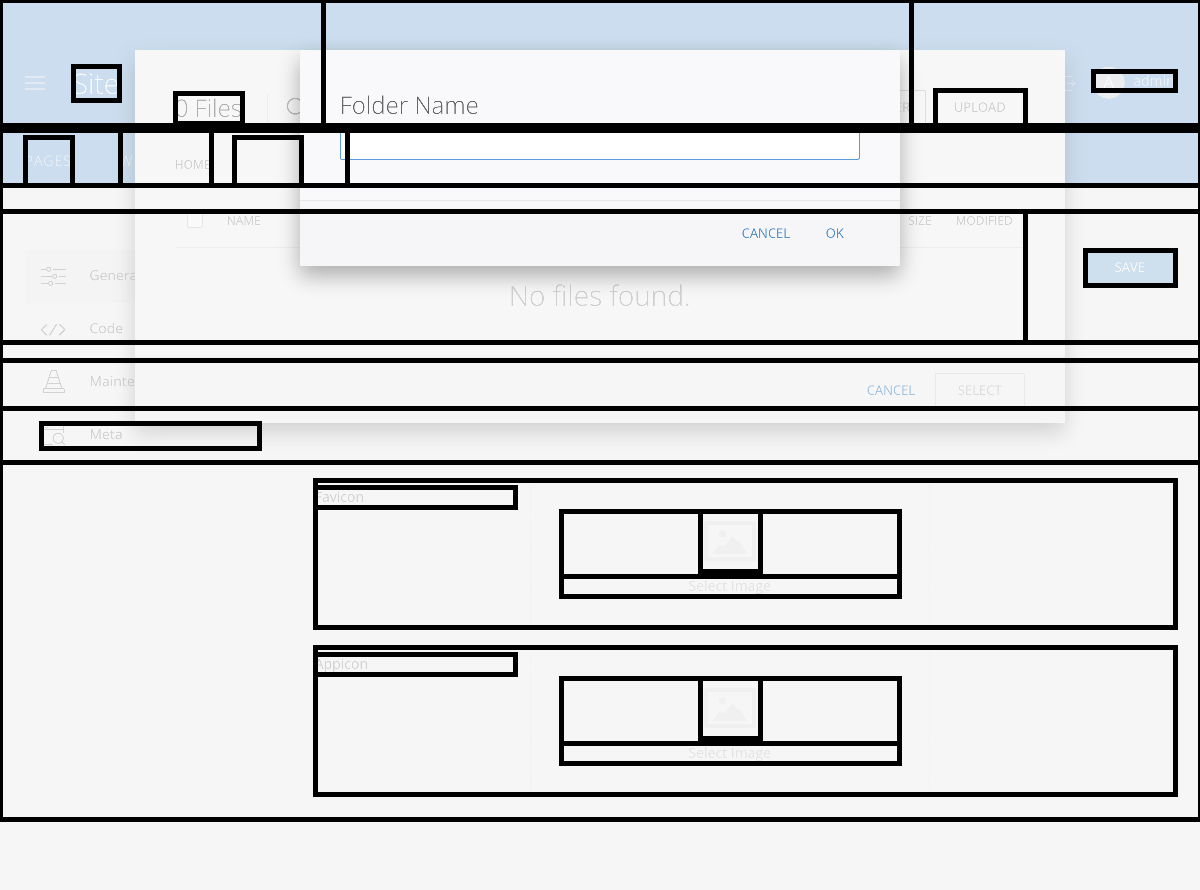 Site
admin
0 Files
Folder Name
UPLOAD
PAGES
HOME
NAME
SIZE
MODIFIED
CANCEL
OK
SAVE
General
No files found.
Code
Mainte
CANCEL
SELECT
Meta
Favicon
Select Image
Appicon
Select Image